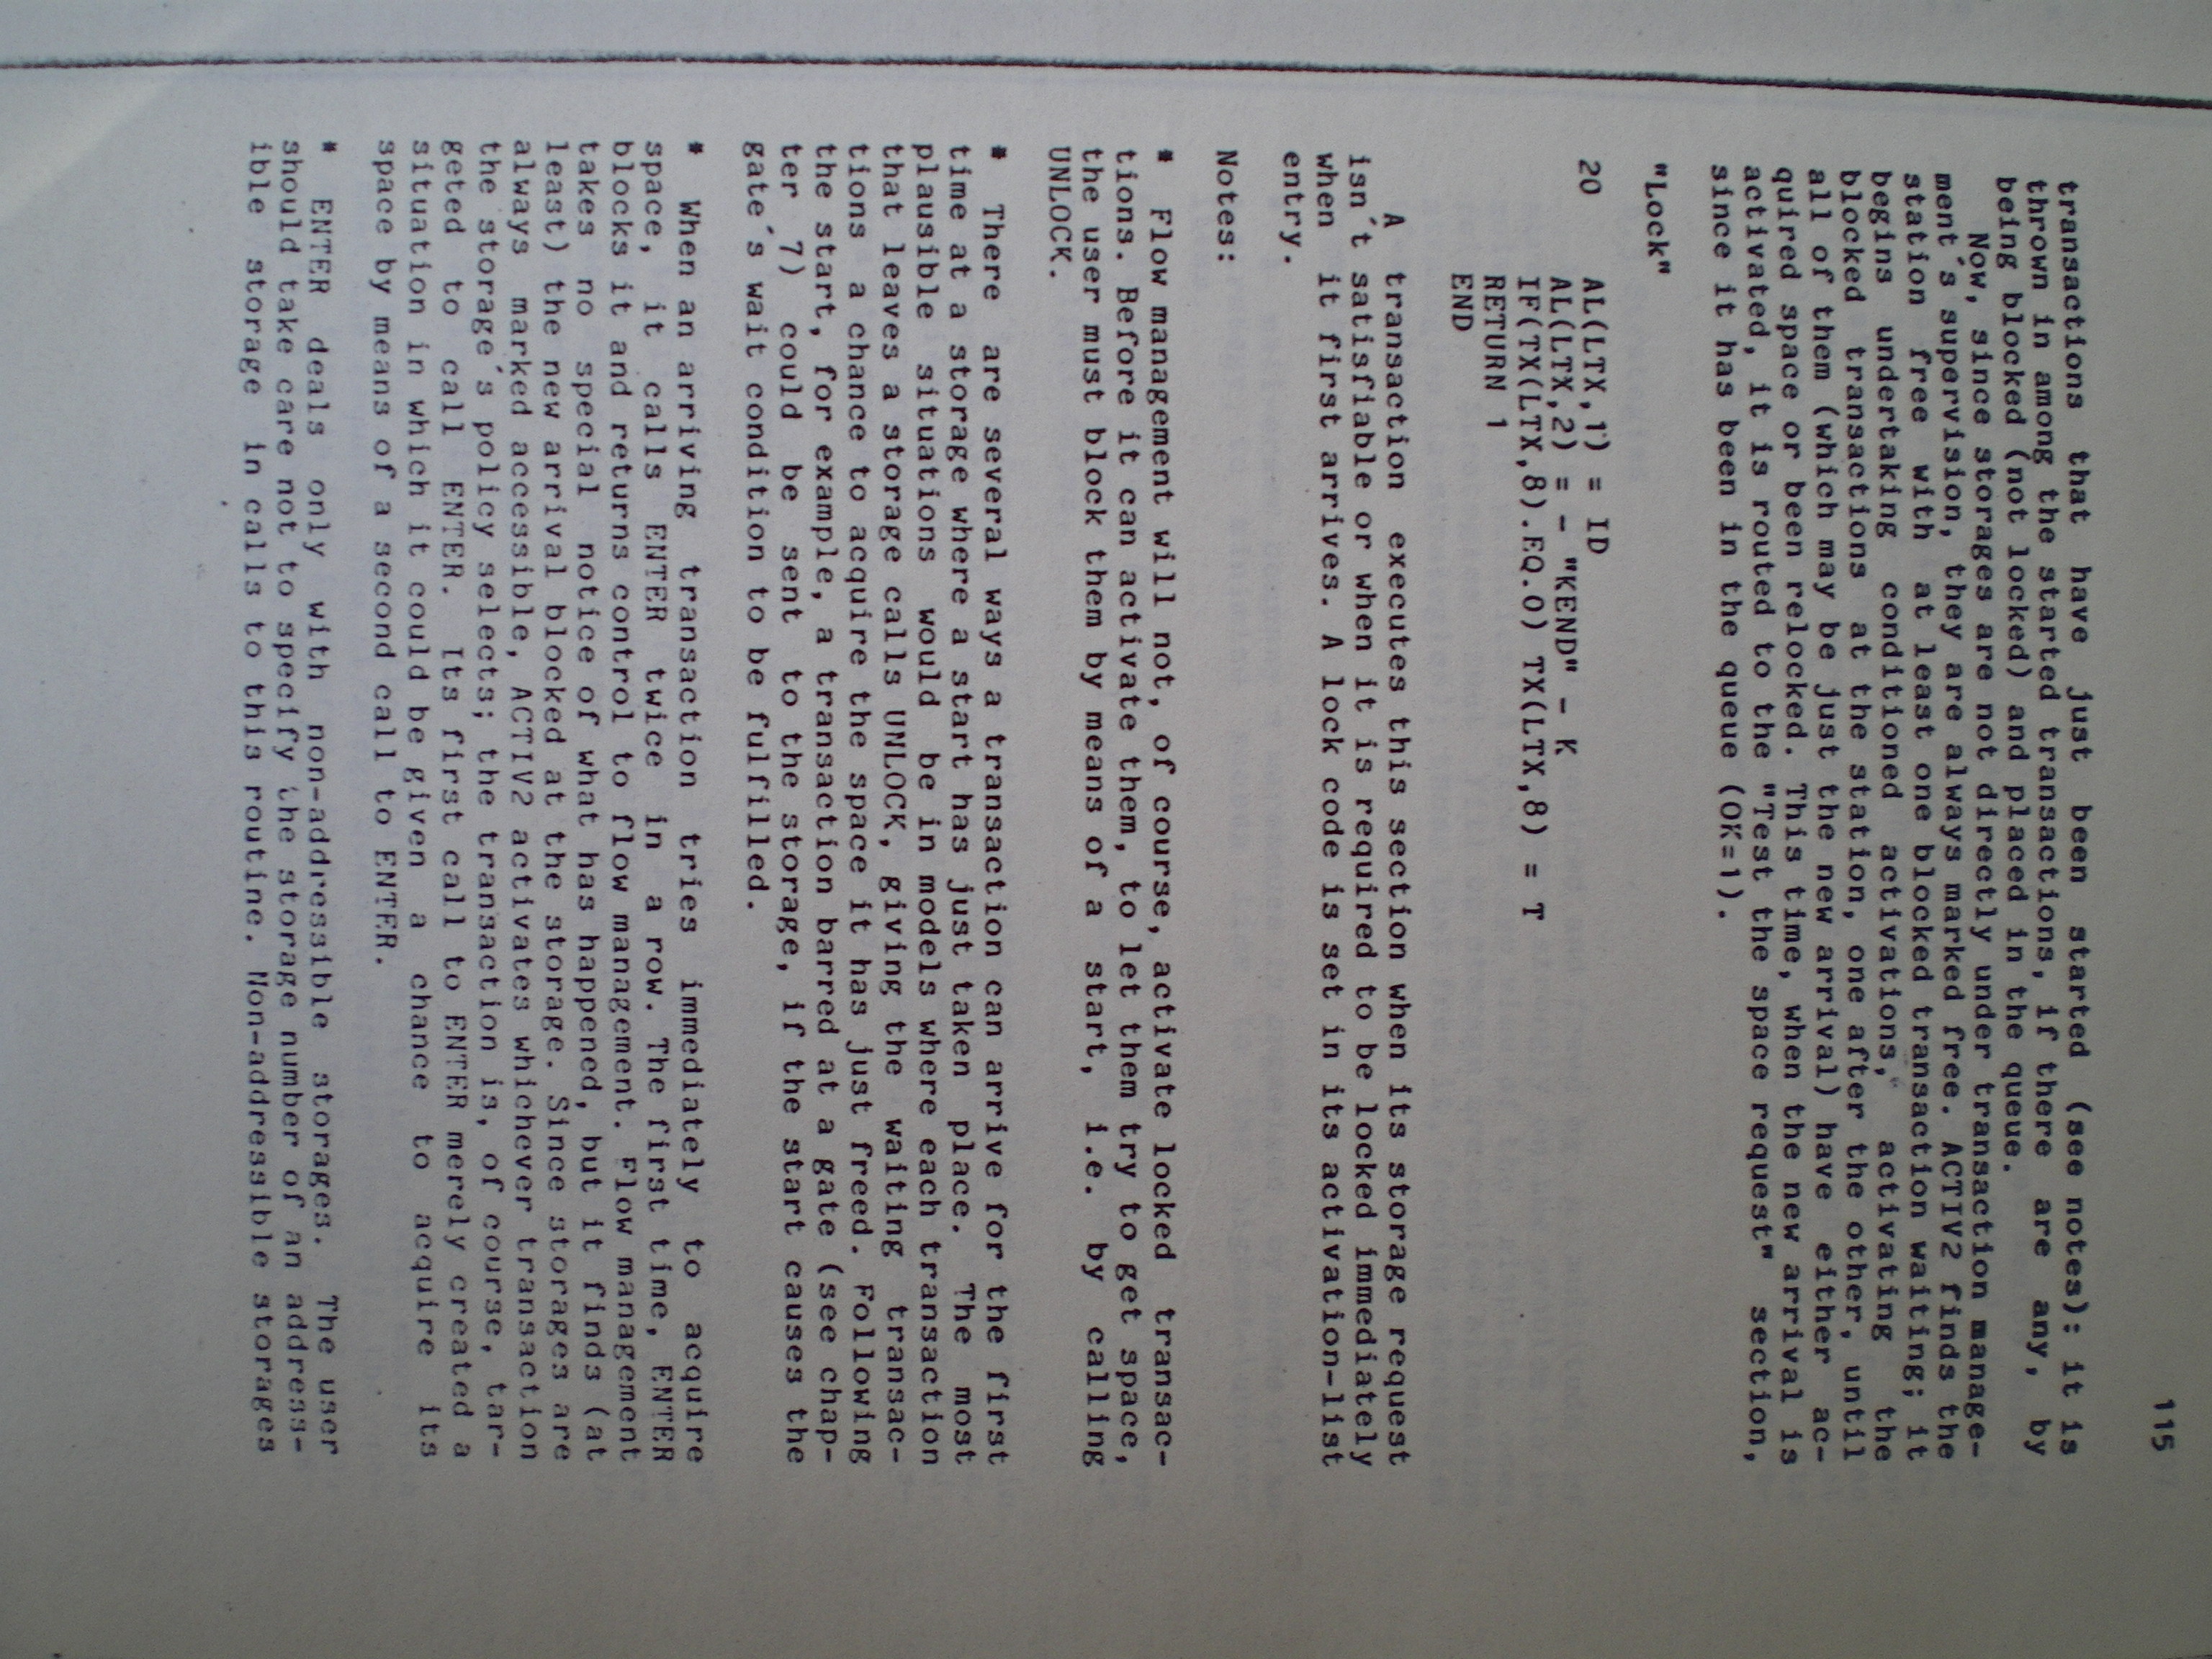 115
transactions that have just been started (see notes): it is
thrown in among the started transactions, if there are any, by
being blocked (not locked) and placed in the queue.
Now, since storages are not directly under transaction manage-
ment´s supervision, they are always marked free. ACTIV2 finds the
station free with at least one blocked transaction waiting; it
begins undertaking conditioned activations, activating the
blocked transactions at the station, one after the other, until
all of them (which may be just the new arrival) have either ac-
quired space or been relocked. This time, when the new arrival is
activated, it is routed to the "Test the space request" section,
since it has been in the queue (OK=1).
"Lock"
20 AL(LTX,1) = ID
AL(LTX,2) = - "KEND" - K
IF(TX(LTX,8).EQ.0) TX(LTX,8) = T
RETURN 1
END
A transaction executes this section when its storage request
isn´t satisfiable or when it is required to be locked immediately
when it first arrives. A lock code is set in its activation-list
entry.
Notes:
* Flow management will not, of course, activate locked transac-
tions. Before it can activate them, to let them try to get space,
the user must block them by means of a start, i.e. by calling
UNLOCK.
* There are several ways a transaction can arrive for the first
time at a storage where a start has just taken place. The most
plausible situations would be in models where each transaction
that leaves a storage calls UNLOCK, giving the waiting transac-
tions a chance to acquire the space it has just freed. Following
the start, for example, a transaction barred at a gate (see chap-
ter 7) could be sent to the storage, if the start causes the
gate´s wait condition to be fulfilled.
* When an arriving transaction tries immediately to acquire
space, it calls ENTER twice in a row. The first time, ENTER
blocks it and returns control to flow management. Flow management
takes no special notice of what has happened, but it finds (at
least) the new arrival blocked at the storage. Since storages are
always marked accessible, ACTIV2 activates whichever transaction
the storage´s policy selects; the transaction is, of course, tar-
geted to call ENTER. Its first call to ENTER merely created a
situation in which it could be given a chance to acquire its
space by means of a second call to ENTER.
* ENTER deals only with non-addressible storages. The user
should take care not to specify the storage number of an address-
ible storage in calls to this routine. Non-addressible storages